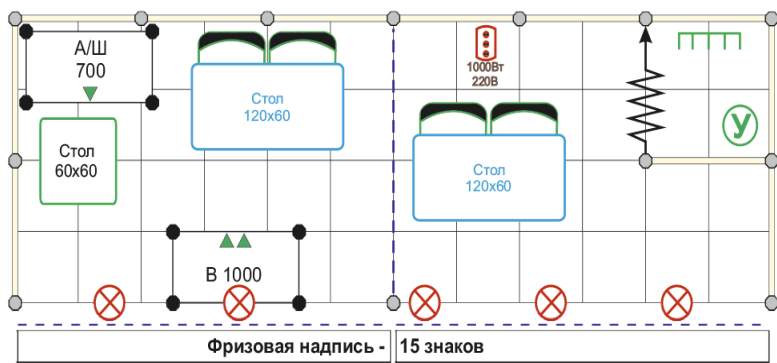 А/Ш
700
Стол
120х60
1000Вт
220В
У
Стол
60х60
Стол
120х60
В 1000
Фризовая надпись - 15 знаков